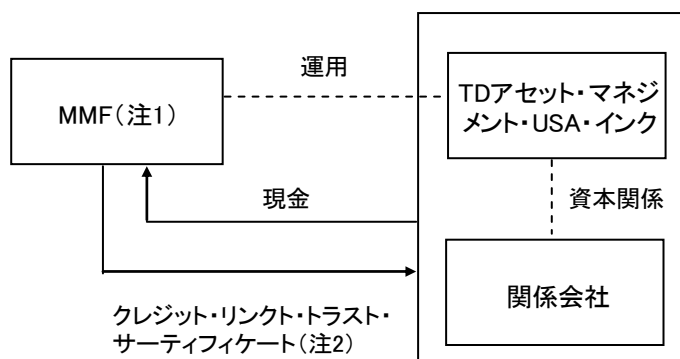 運用
MMF(注1)
TDアセット・マネジ
メント・USA・インク
現金
資本関係
関係会社
クレジット・リンクト・トラスト・
サーティフィケート(注2)